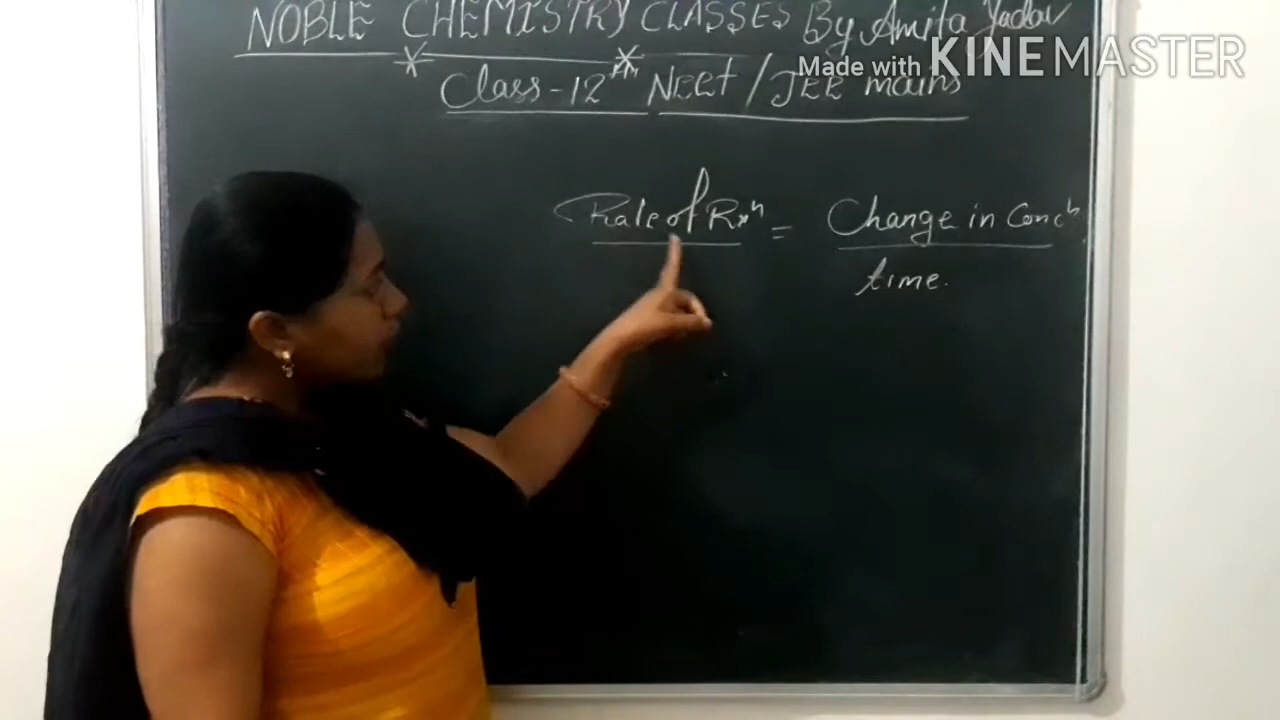 NOBLE CHEMISTRY CLASSES By Amita Yadav
Made with KINEMASTER
Class-12th NEET / JEE mains
Rate of Rxn = Change in Concn
time.